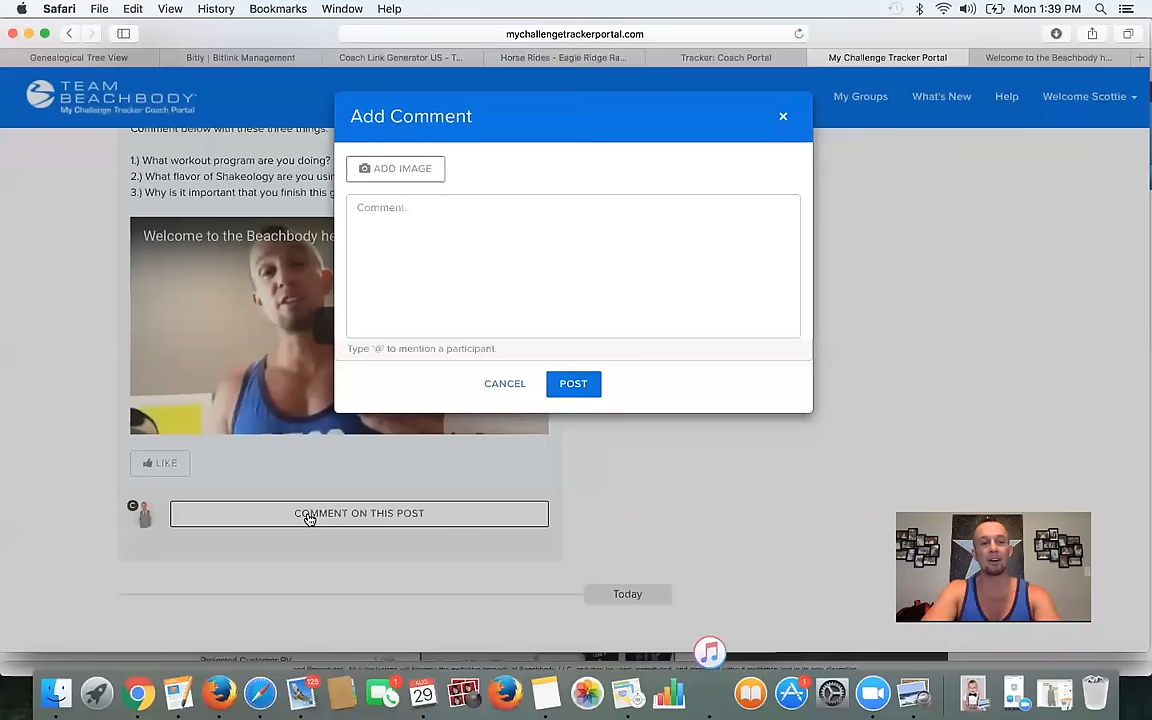 Safari File Edit View History Bookmarks Window Help Mon 1:39 PM
mychallengetrackerportal.com
Genealogical Tree View Bitly | Bitlink Management Coach Link Generator US - T... Horse Rides - Eagle Ridge Ra... Tracker: Coach Portal My Challenge Tracker Portal Welcome to the Beachbody h...
TEAM
BEACHBODY
My Challenge Tracker Coach Portal
My Groups What's New Help Welcome Scottie
Add Comment
×
Comment below with these three things.
1.) What workout program are you doing?
2.) What flavor of Shakeology are you
3.) Why is it important that you finish this
ADD IMAGE
Comment...
Welcome to the Beachbody he
Type '@' to mention a participant.
CANCEL POST
LIKE
C
COMMENT ON THIS POST
Today
125
1
AUG
29
1